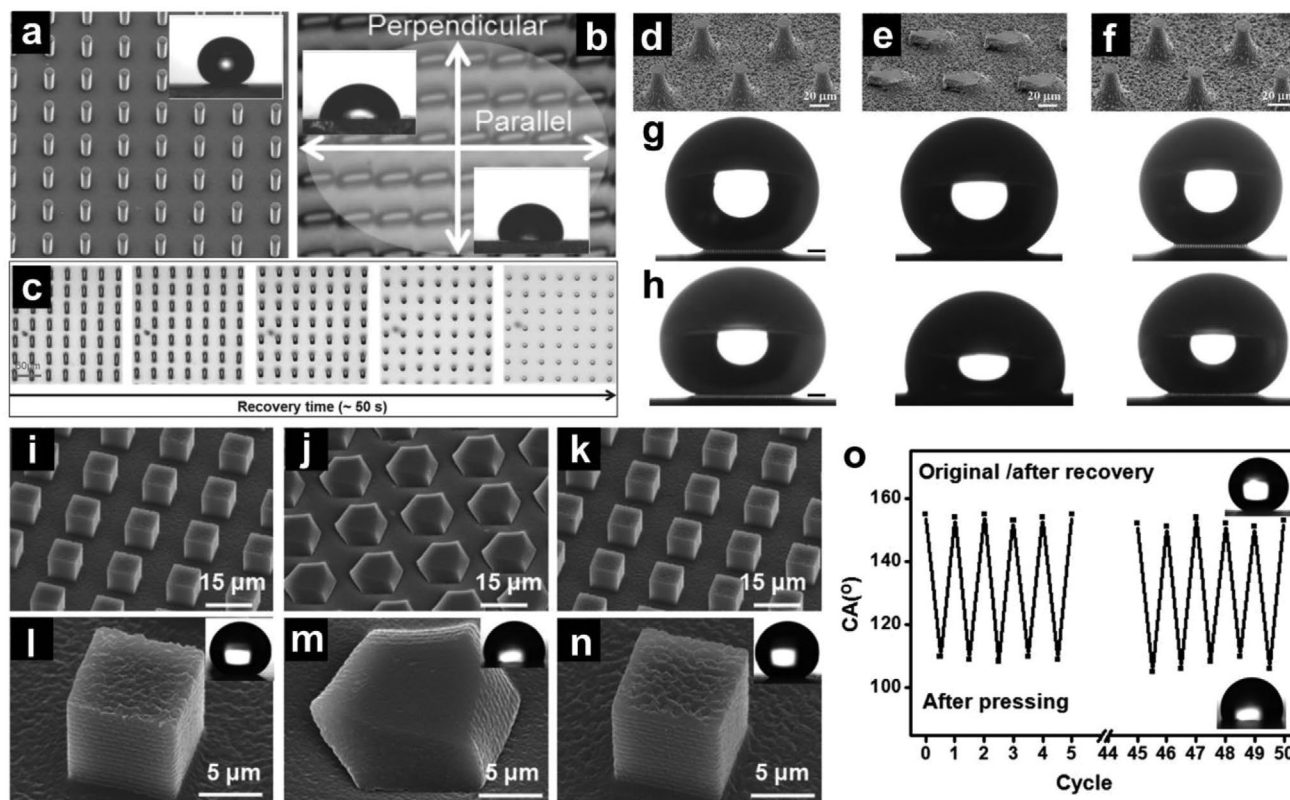 a
Perpendicular
Parallel
b
c
50μm
Recovery time (~ 50 s)
d
20 μm
e
20 μm
f
20 μm
g
h
i
15 μm
j
15 μm
k
15 μm
l
5 μm
m
5 μm
n
5 μm
o
Original /after recovery
After pressing
CA(º)
160
140
120
100
0 1 2 3 4 5 44 45 46 47 48 49 50
Cycle